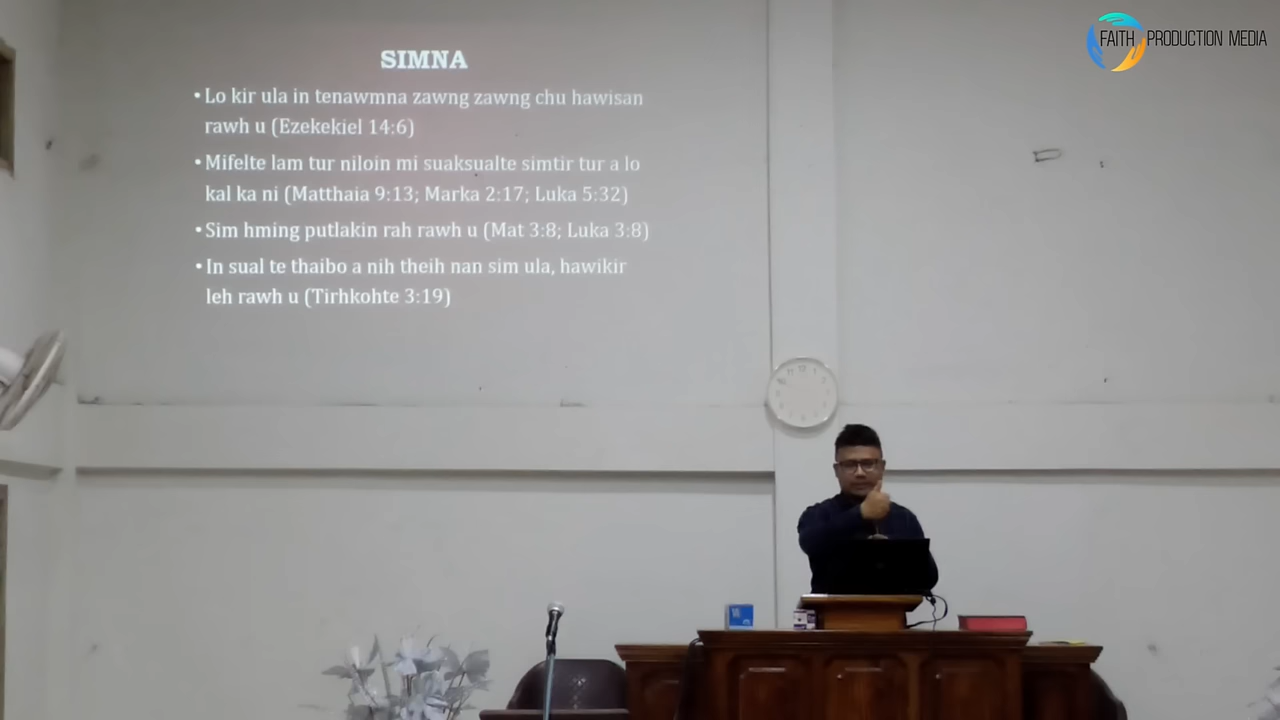 FAITH PRODUCTION MEDIA
SIMNA
• Lo kir ula in tenawmna zawng zawng chu hawisan
rawh u (Ezekekiel 14:6)
• Mifelte lam tur niloin mi suaksualte simtir tur a lo
kal ka ni (Matthaia 9:13; Marka 2:17; Luka 5:32)
• Sim hming putlakin rah rawh u (Mat 3:8; Luka 3:8)
• In sual te thaibo a nih theih nan sim ula, hawikir
leh rawh u (Tirhkohte 3:19)